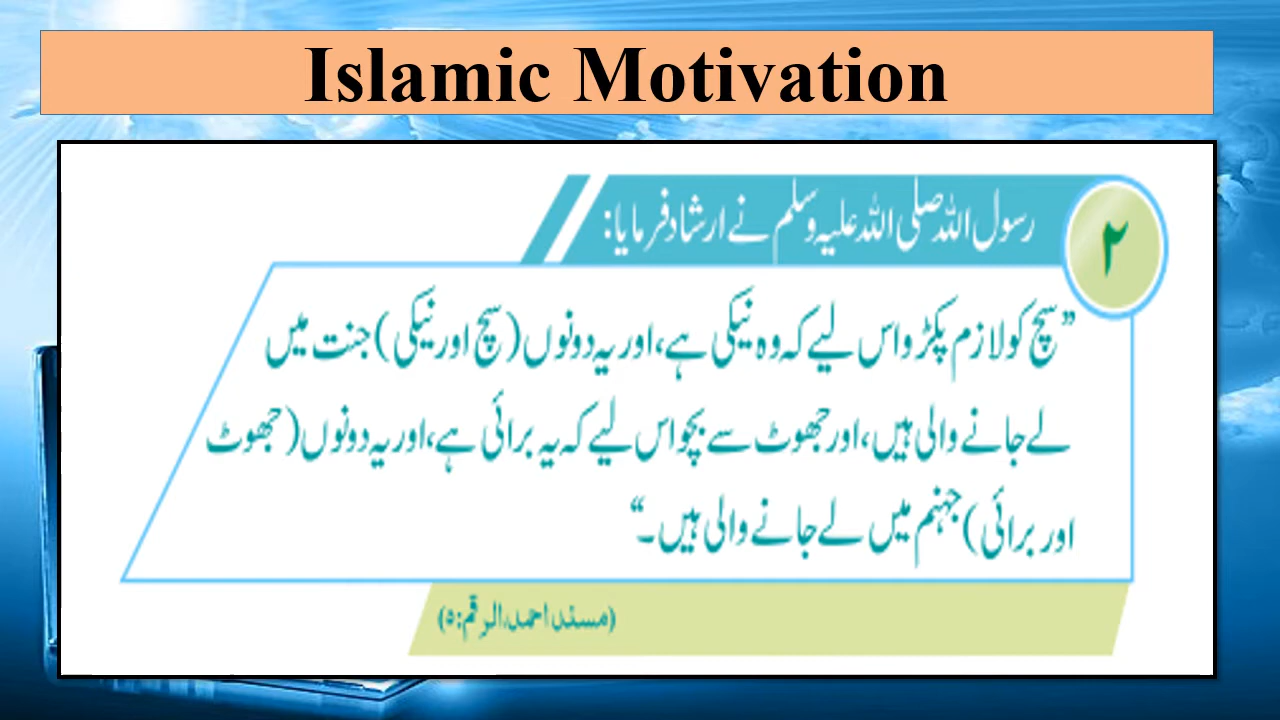 Islamic Motivation
۲
رسول اللہ صلی اللہ علیہ وسلم نے ارشاد فرمایا:
”سچ کو لازم پکڑو اس لیے کہ وہ نیکی ہے، اور یہ دونوں (سچ اور نیکی) جنت میں
لے جانے والی ہیں، اور جھوٹ سے بچو اس لیے کہ یہ برائی ہے، اور یہ دونوں (جھوٹ
اور برائی) جہنم میں لے جانے والی ہیں۔“
(مسند احمد، الرقم: ۵)